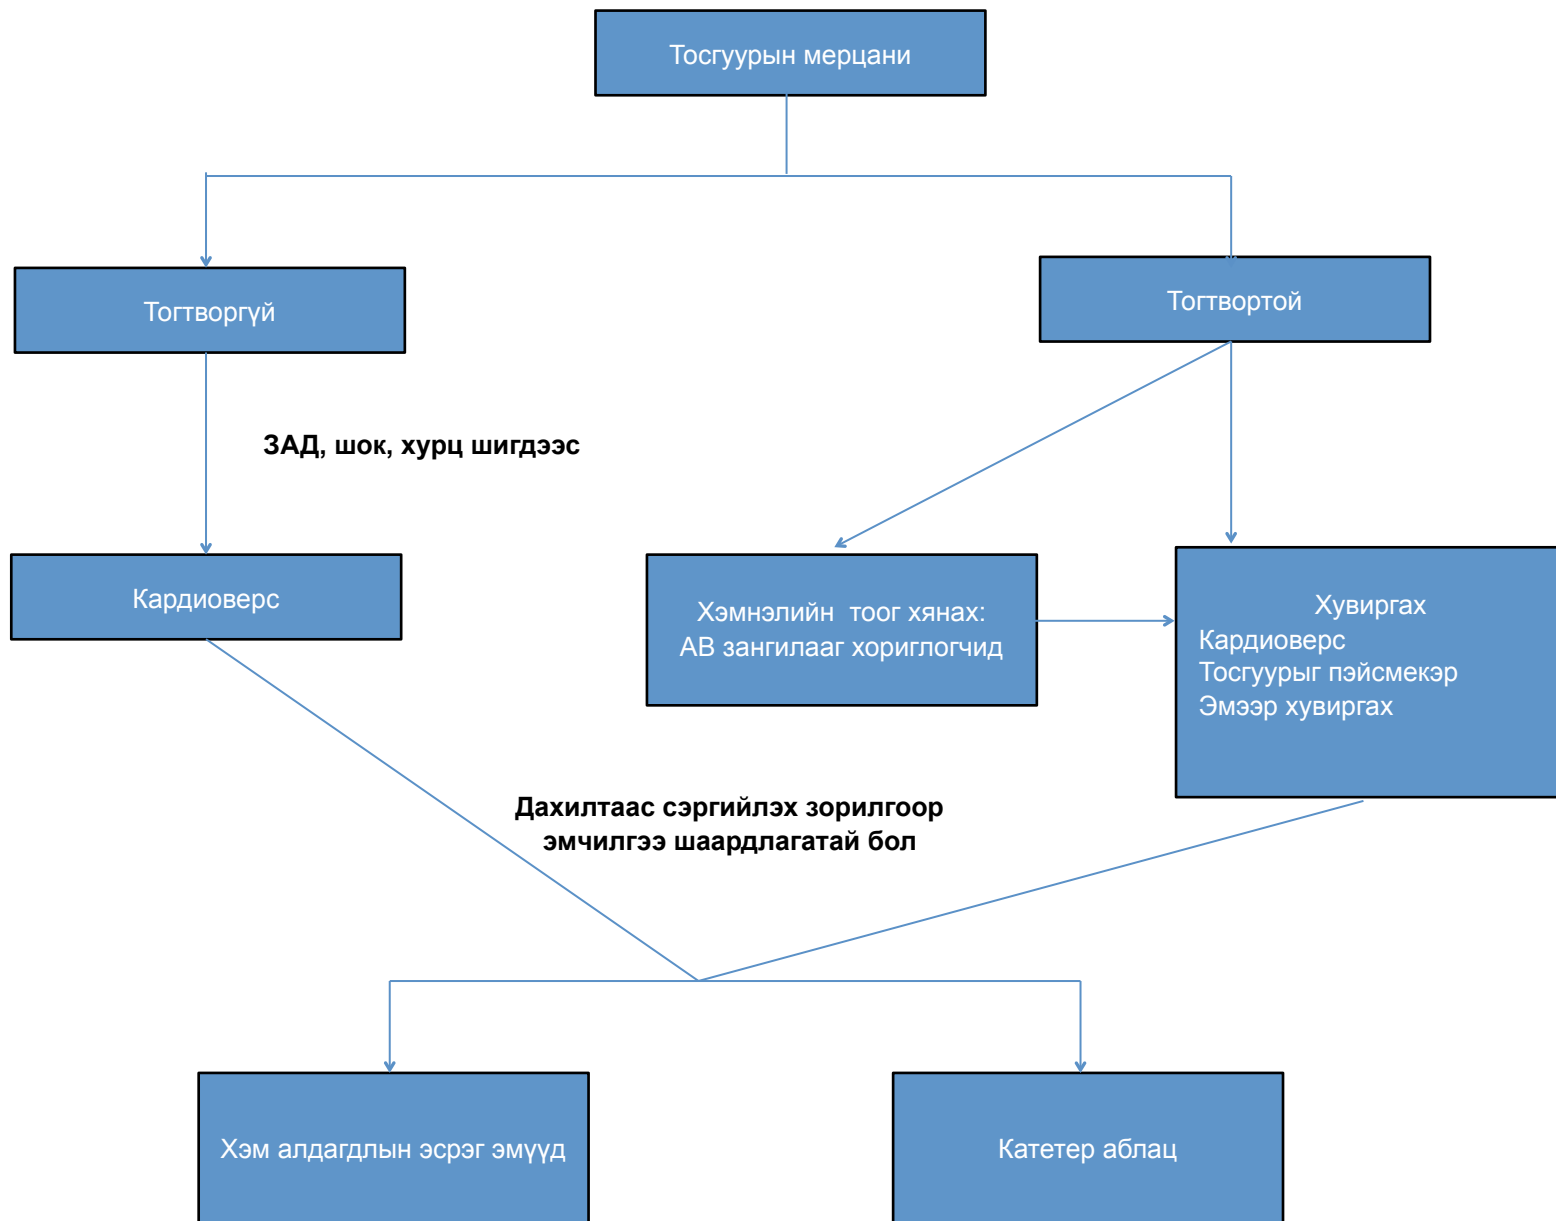 Тосгуурын мерцани
Тогтворгүй
Тогтвортой
ЗАД, шок, хурц шигдээс
Кардиоверс
Хэмнэлийн тоог хянах:
АВ зангилааг хориглогчид
Хувиргах
Кардиоверс
Тосгуурыг пэйсмекэр
Эмээр хувиргах
Дахилтаас сэргийлэх зорилгоор
эмчилгээ шаардлагатай бол
Хэм алдагдлын эсрэг эмүүд
Катетер аблац